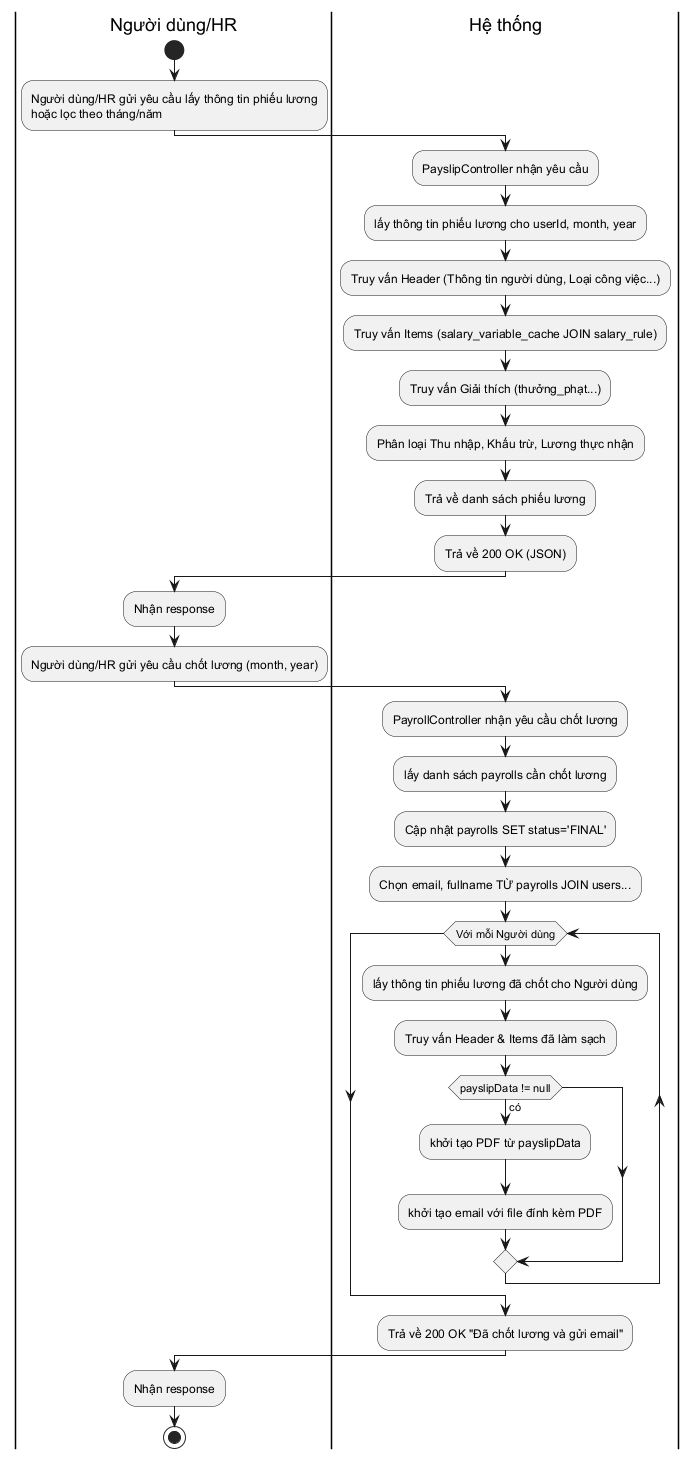 Người dùng/HR
Hệ thống
Người dùng/HR gửi yêu cầu lấy thông tin phiếu lương
hoặc lọc theo tháng/năm
PayslipController nhận yêu cầu
lấy thông tin phiếu lương cho userId, month, year
Truy vấn Header (Thông tin người dùng, Loại công việc...)
Truy vấn Items (salary_variable_cache JOIN salary_rule)
Truy vấn Giải thích (thưởng_phạt...)
Phân loại Thu nhập, Khấu trừ, Lương thực nhận
Trả về danh sách phiếu lương
Trả về 200 OK (JSON)
Nhận response
Người dùng/HR gửi yêu cầu chốt lương (month, year)
PayrollController nhận yêu cầu chốt lương
lấy danh sách payrolls cần chốt lương
Cập nhật payrolls SET status='FINAL'
Chọn email, fullname TỪ payrolls JOIN users...
Với mỗi Người dùng
lấy thông tin phiếu lương đã chốt cho Người dùng
Truy vấn Header & Items đã làm sạch
payslipData != null
có
khởi tạo PDF từ payslipData
khởi tạo email với file đính kèm PDF
Trả về 200 OK "Đã chốt lương và gửi email"
Nhận response